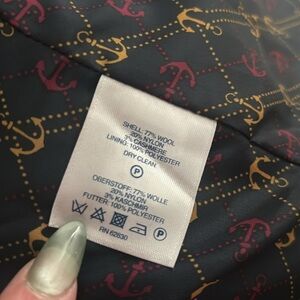 SHELL: 77% WOOL
20% NYLON
3% CASHMERE
LINING: 100% POLYESTER
DRY CLEAN
P
OBERSTOFF: 77% WOLLE
20% NYLON
3% KASCHMIR
FUTTER: 100% POLYESTER
P
RN 62630